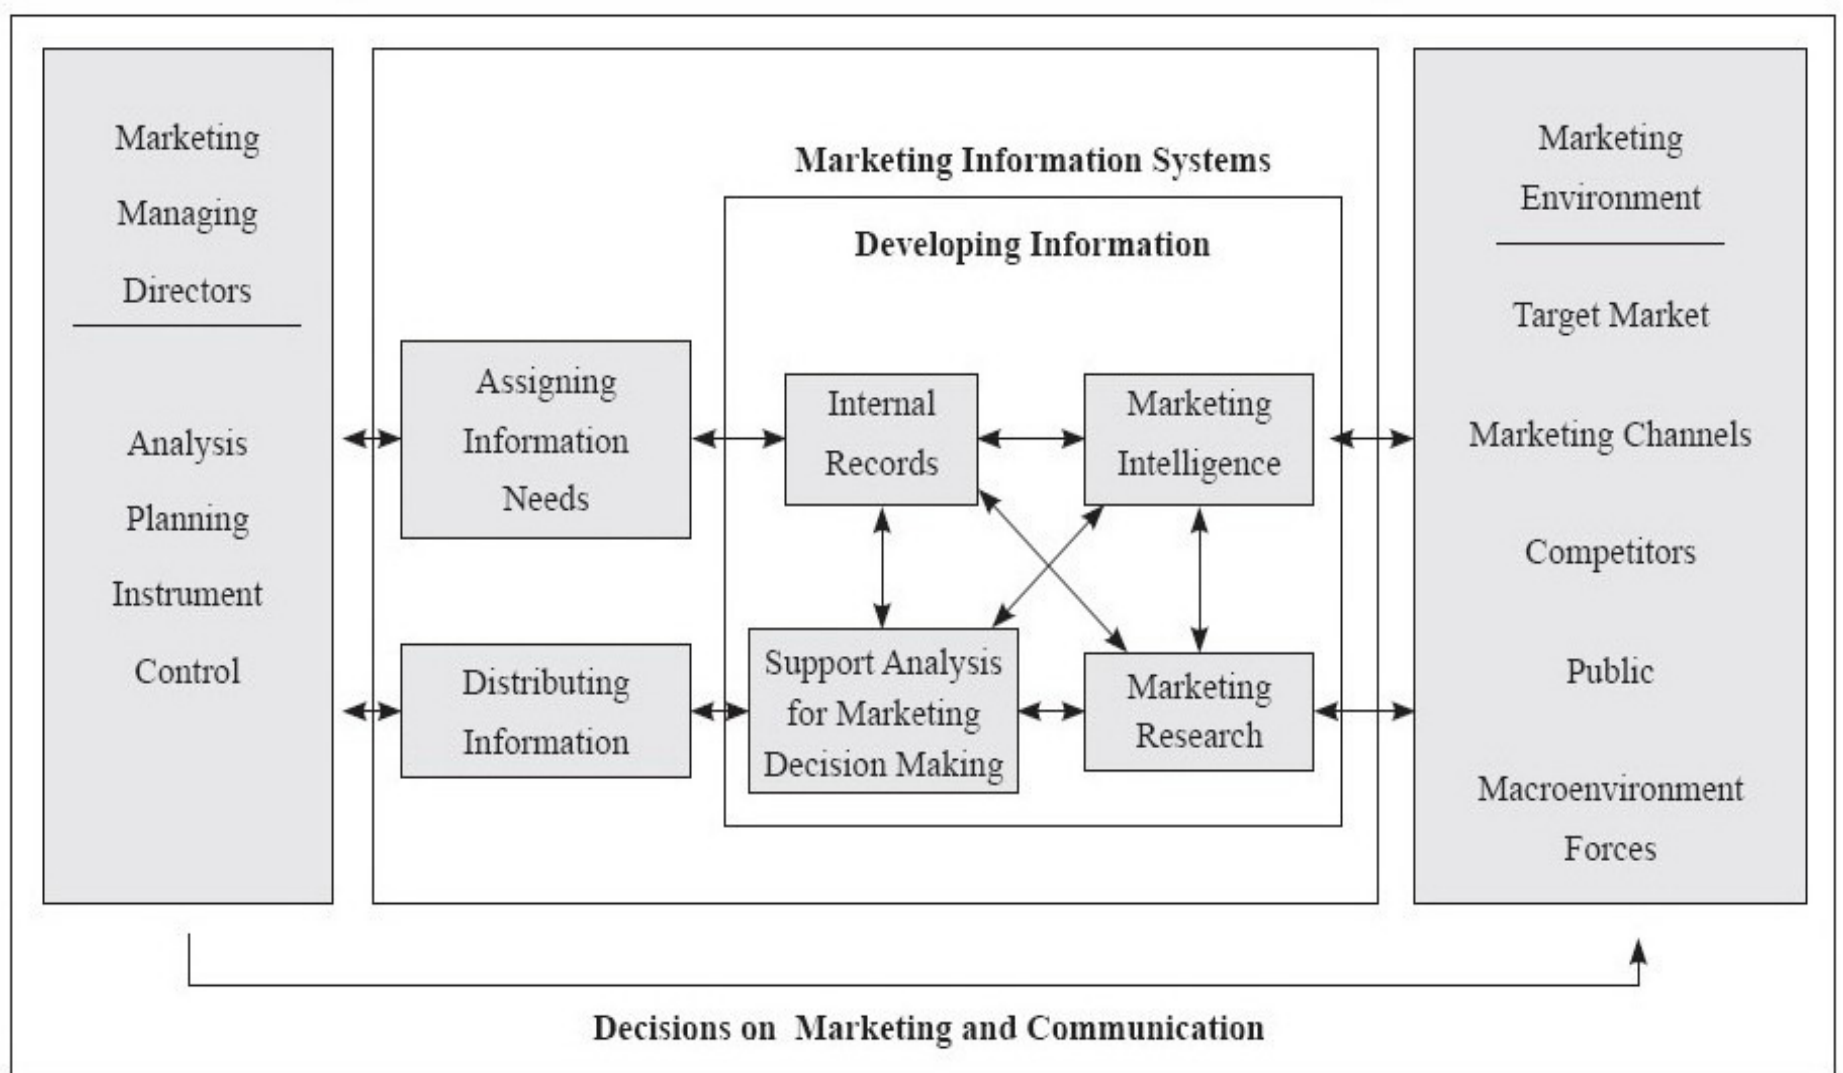 Marketing
Managing
Directors
Analysis
Planning
Instrument
Control
Marketing Information Systems
Developing Information
Assigning
Information
Needs
Internal
Records
Marketing
Intelligence
Distributing
Information
Support Analysis
for Marketing
Decision Making
Marketing
Research
Marketing
Environment
Target Market
Marketing Channels
Competitors
Public
Macroenvironment
Forces
Decisions on Marketing and Communication